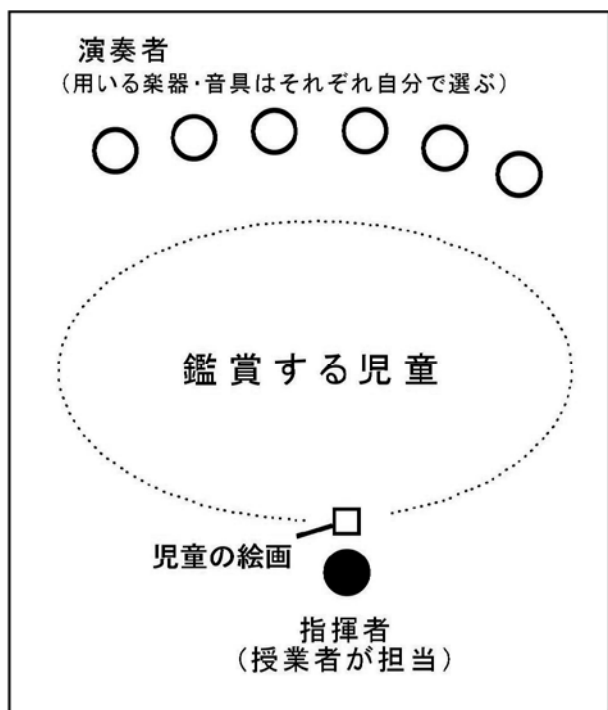 演奏者
(用いる楽器・音具はそれぞれ自分で選ぶ)
鑑賞する児童
児童の絵画
指揮者
(授業者が担当)